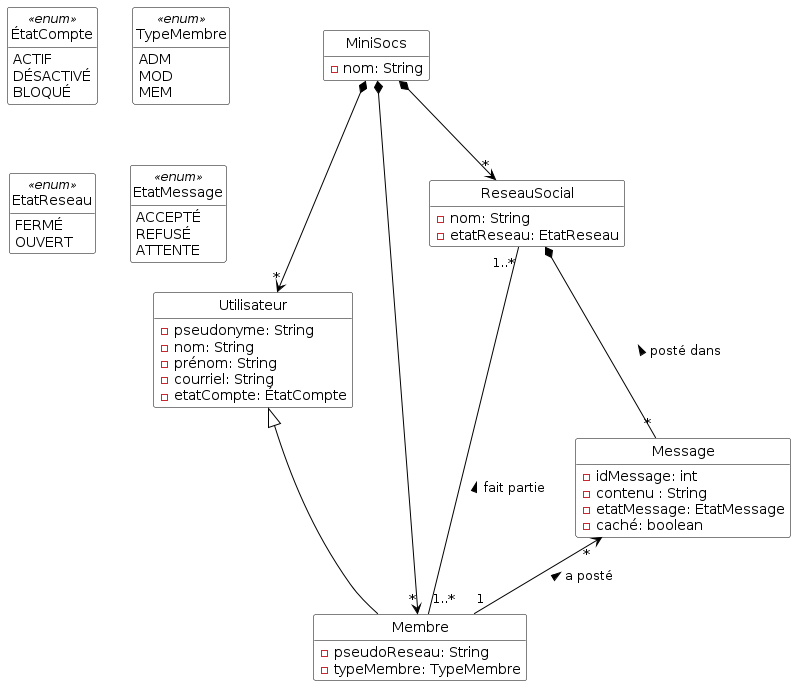 «enum»
ÉtatCompte
ACTIF
DÉSACTIVÉ
BLOQUÉ
«enum»
TypeMembre
ADM
MOD
MEM
MiniSocs
nom: String
«enum»
EtatReseau
FERMÉ
OUVERT
«enum»
EtatMessage
ACCEPTÉ
REFUSÉ
ATTENTE
*
ReseauSocial
nom: String
etatReseau: EtatReseau
1..*
*
Utilisateur
pseudonyme: String
nom: String
prénom: String
courriel: String
etatCompte: ÉtatCompte
posté dans
*
Message
idMessage: int
contenu : String
etatMessage: EtatMessage
caché: boolean
fait partie
*
a posté
*
1..*
1
Membre
pseudoReseau: String
typeMembre: TypeMembre